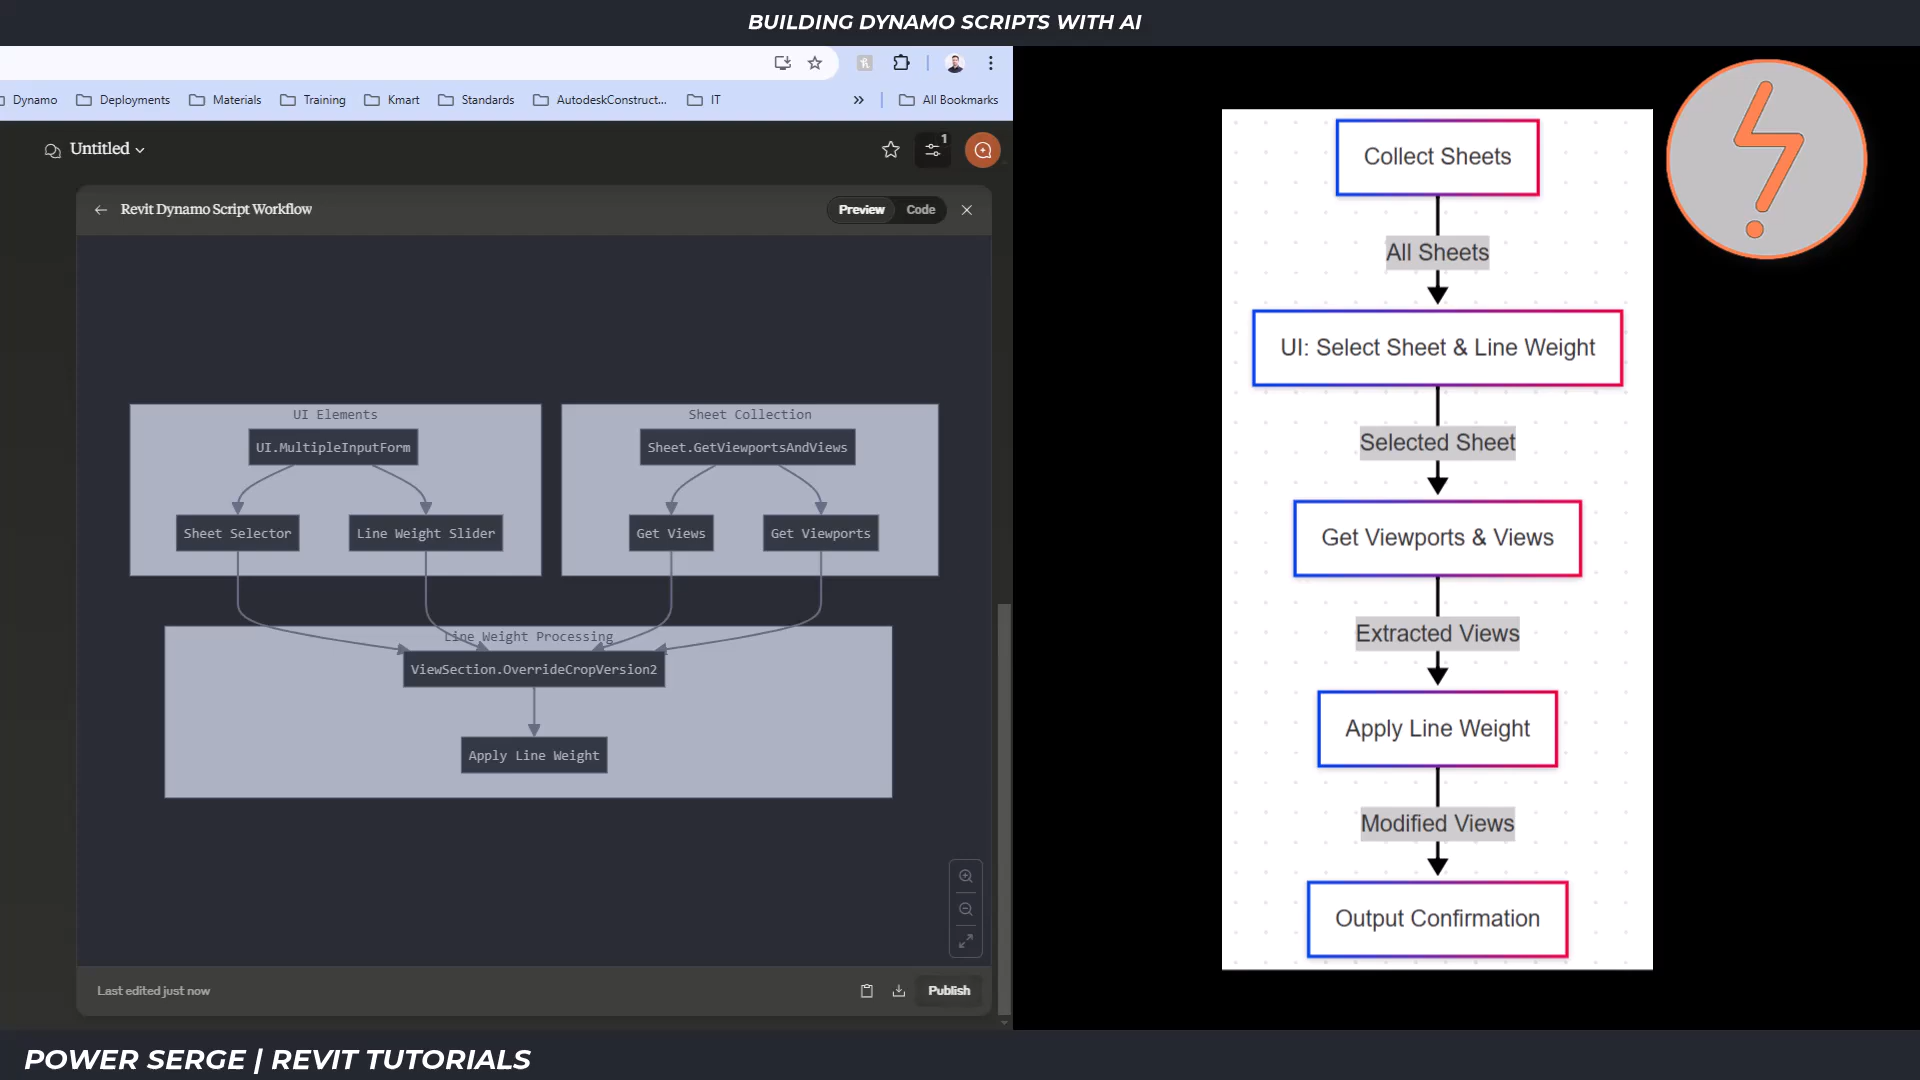 BUILDING DYNAMO SCRIPTS WITH AI
Dynamo
Deployments
Materials
Training
Kmart
Standards
AutodeskConstruct...
IT
»
All Bookmarks
Untitled
1
Revit Dynamo Script Workflow
Preview
Code
UI Elements
UI.MultipleInputForm
Sheet Selector
Line Weight Slider
Sheet Collection
Sheet.GetViewportsAndViews
Get Views
Get Viewports
Line Weight Processing
ViewSection.OverrideCropVersion2
Apply Line Weight
Last edited just now
Publish
Collect Sheets
All Sheets
UI: Select Sheet & Line Weight
Selected Sheet
Get Viewports & Views
Extracted Views
Apply Line Weight
Modified Views
Output Confirmation
POWER SERGE | REVIT TUTORIALS